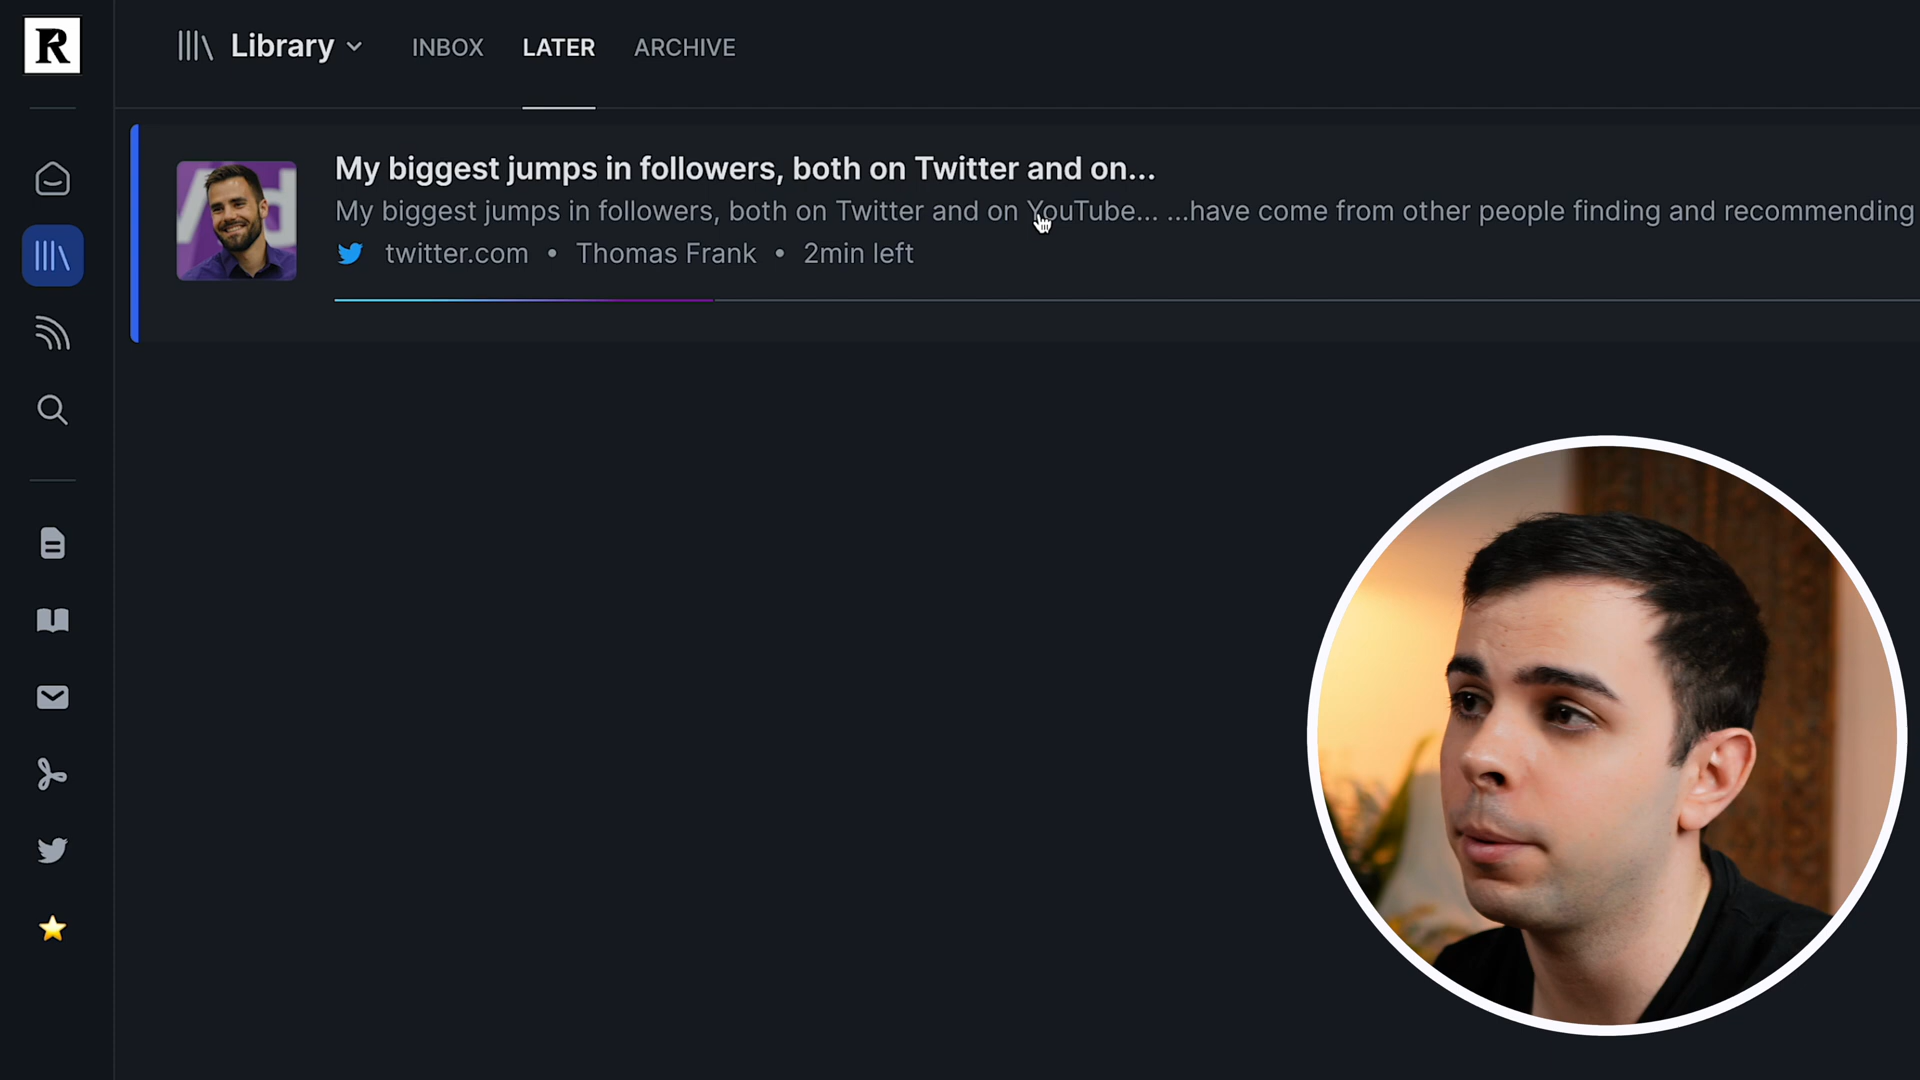 R
Library INBOX LATER ARCHIVE
My biggest jumps in followers, both on Twitter and on...
My biggest jumps in followers, both on Twitter and on YouTube... ...have come from other people finding and recommending
twitter.com • Thomas Frank • 2min left